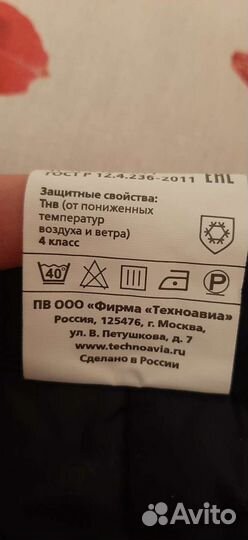 ГОСТ Р 12.4.236-2011 EAC
Защитные свойства:
Тнв (от пониженных
температур
воздуха и ветра)
4 класс
40°
P
ПВ ООО «Фирма «Техноавиа»
Россия, 125476, г. Москва,
ул. В. Петушкова, д. 7
www.technoavia.ru
Сделано в России
Avito